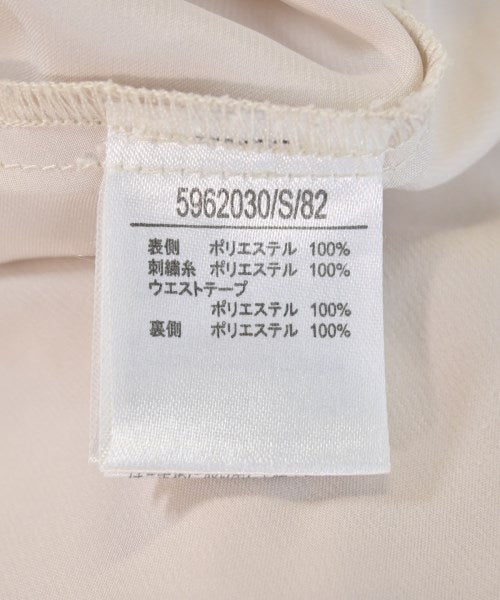 5962030/S/82
表側 ポリエステル 100%
刺繍糸 ポリエステル 100%
ウエストテープ
ポリエステル 100%
裏側 ポリエステル 100%